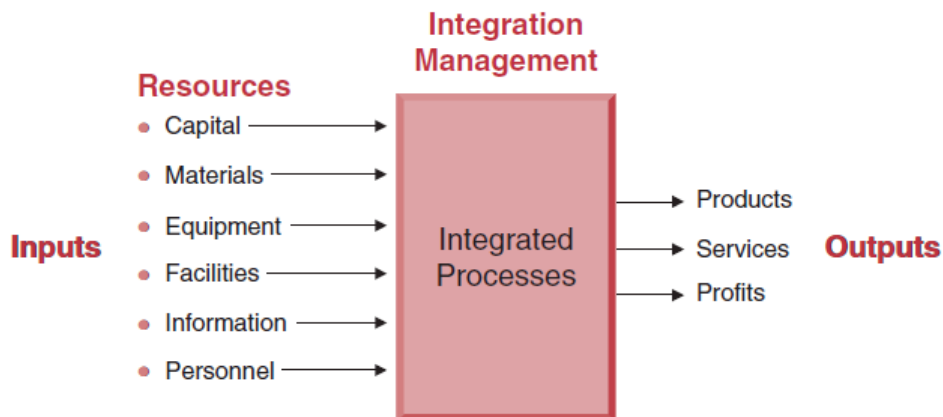 Integration
Management
Resources
Capital
Materials
Equipment
Facilities
Information
Personnel
Inputs
Integrated
Processes
Products
Services
Profits
Outputs